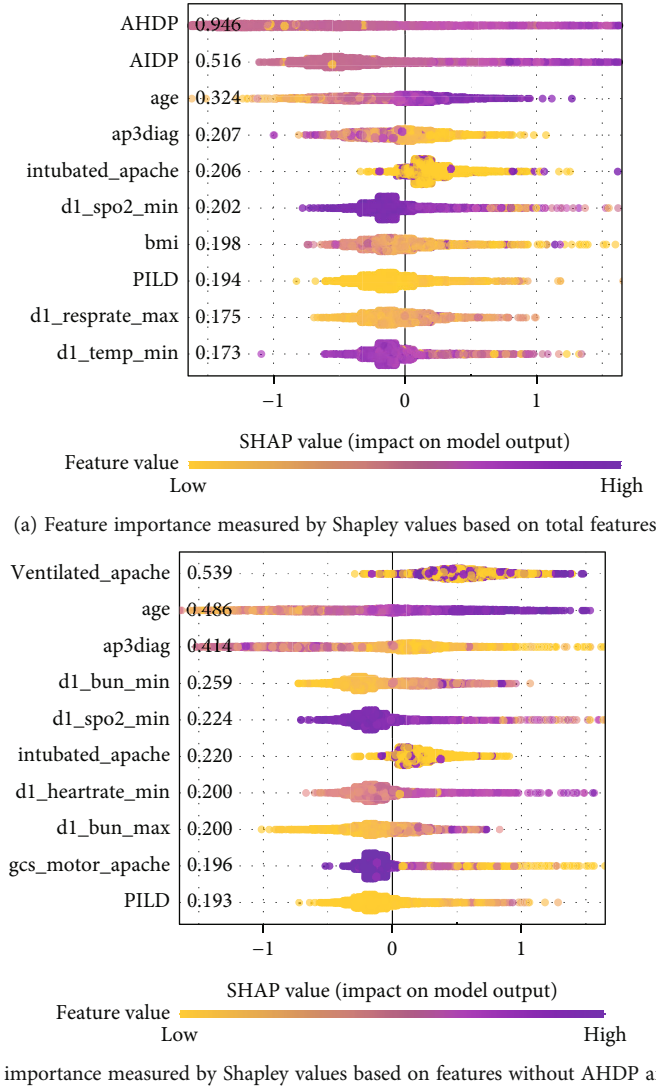 AHDP 0.946
AIDP 0.516
age 0.324
ap3diag 0.207
intubated_apache 0.206
d1_spo2_min 0.202
bmi 0.198
PILD 0.194
d1_resprate_max 0.175
d1_temp_min 0.173
−1 0 1
SHAP value (impact on model output)
Feature value
Low High
(a) Feature importance measured by Shapley values based on total features
Ventilated_apache 0.539
age 0.486
ap3diag 0.414
d1_bun_min 0.259
d1_spo2_min 0.224
intubated_apache 0.220
d1_heartrate_min 0.200
d1_bun_max 0.200
gcs_motor_apache 0.196
PILD 0.193
−1 0 1
SHAP value (impact on model output)
Feature value
Low High
importance measured by Shapley values based on features without AHDP a